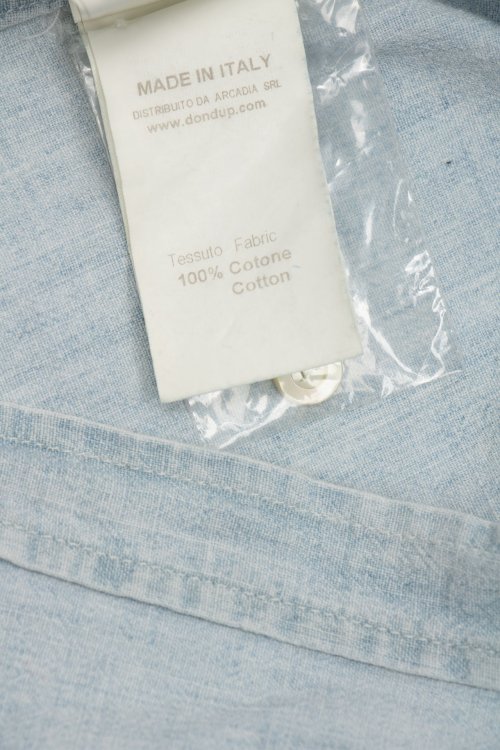 MADE IN ITALY
DISTRIBUITO DA ARCADIA SRL
www.dondup.com
Tessuto Fabric
100% Cotone
Cotton